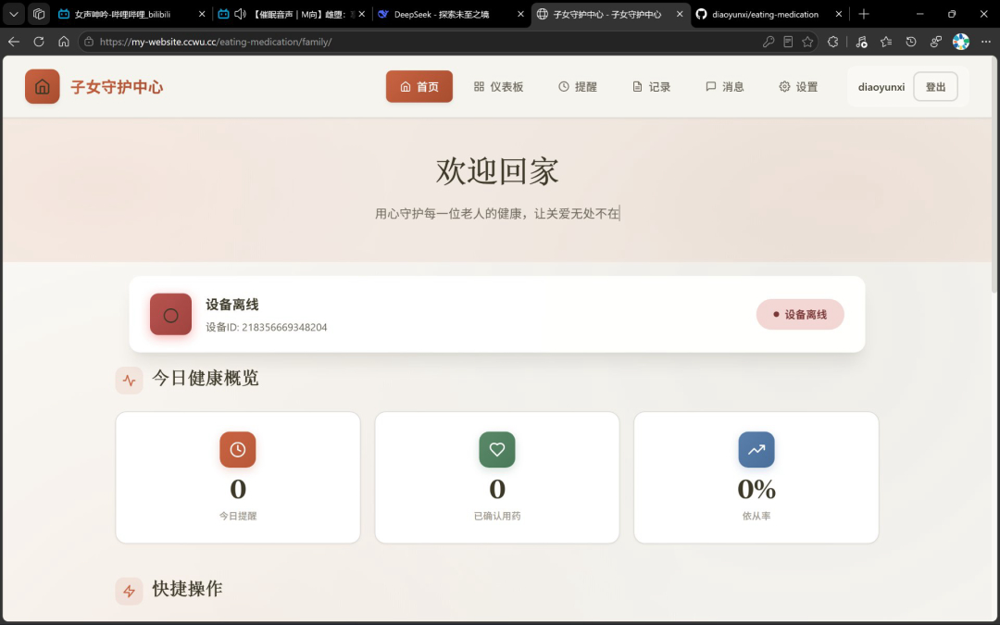 女声呻吟-哔哩哔哩_bilibili
【催眠音声｜M向】雌堕：
DeepSeek - 探索未至之境
子女守护中心 - 子女守护中心
diaoyunxi/eating-medication
https://my-website.ccwu.cc/eating-medication/family/
子女守护中心
首页
仪表板
提醒
记录
消息
设置
diaoyunxi
登出
欢迎回家
用心守护每一位老人的健康，让关爱无处不在
设备离线
设备ID: 218356669348204
设备离线
今日健康概览
0
今日提醒
0
已确认用药
0%
依从率
快捷操作